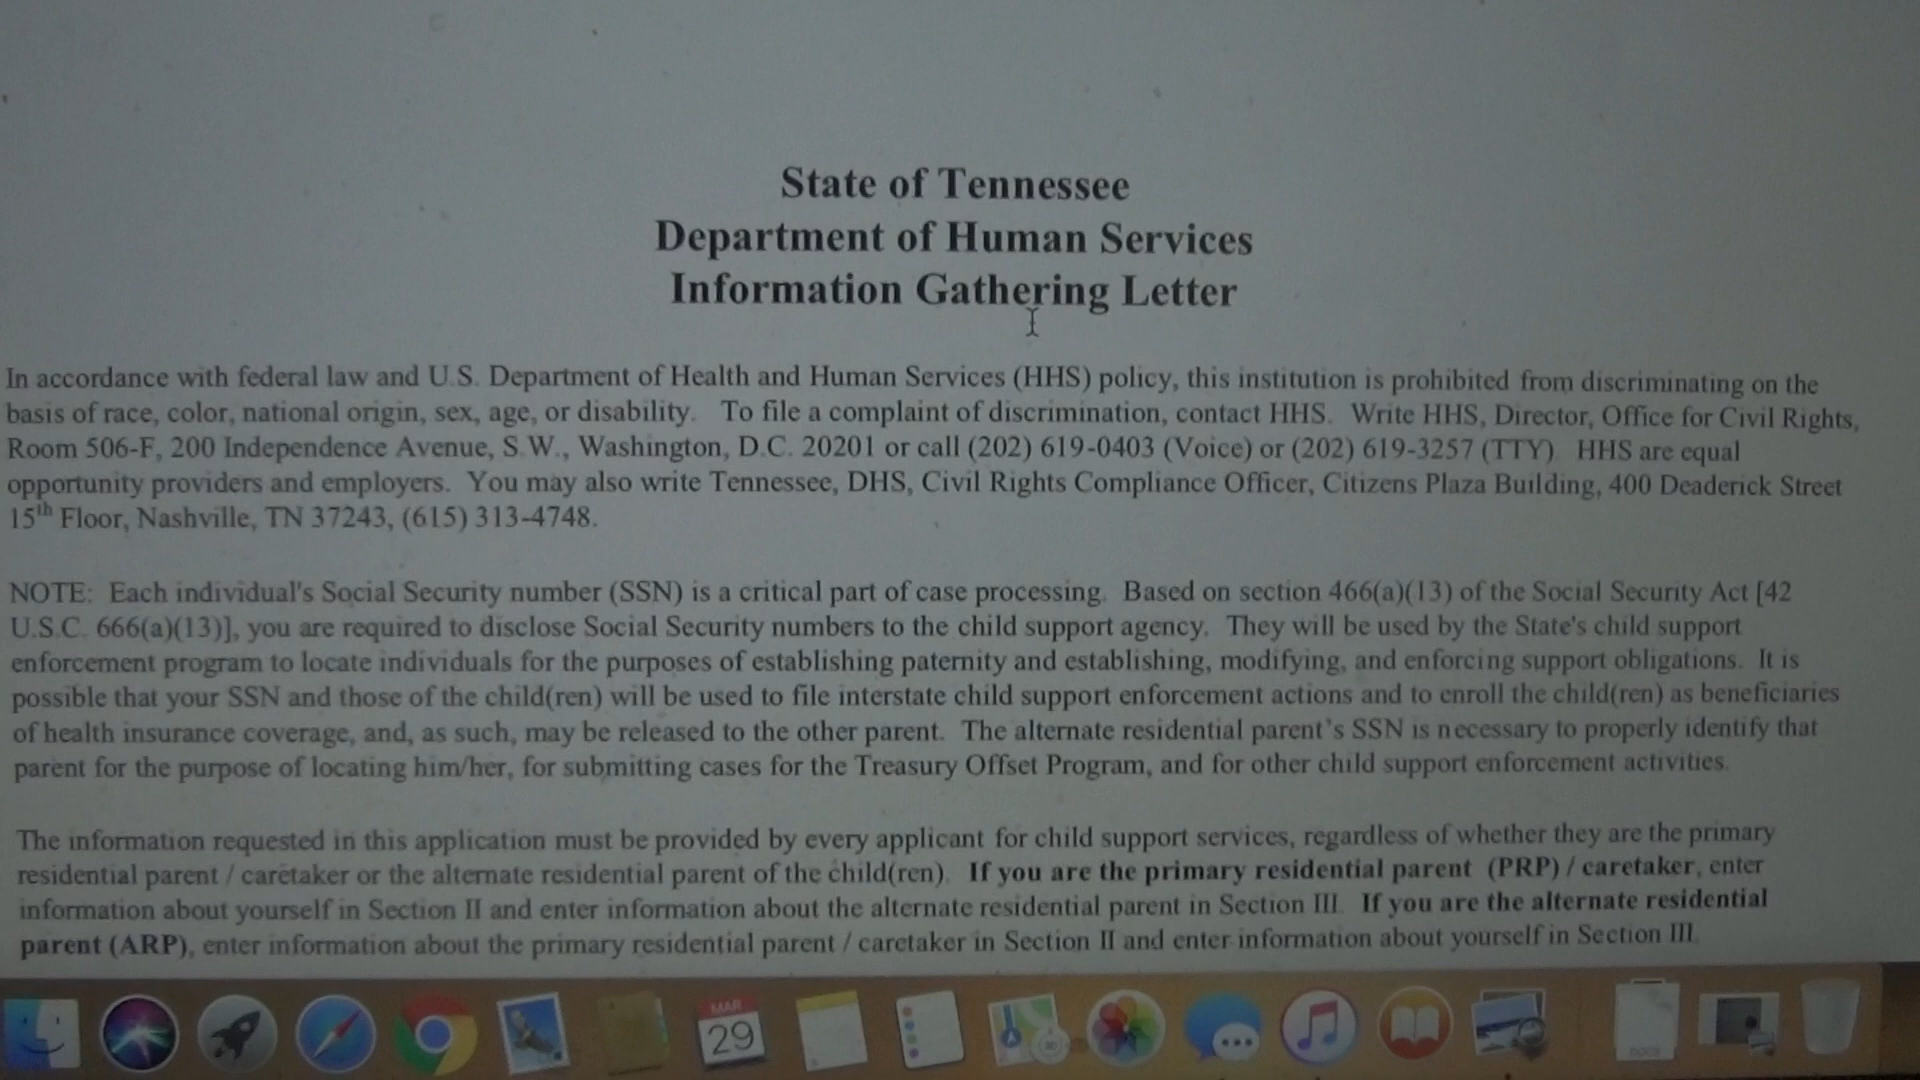 State of Tennessee
Department of Human Services
Information Gathering Letter
In accordance with federal law and U.S. Department of Health and Human Services (HHS) policy, this institution is prohibited from discriminating on the
basis of race, color, national origin, sex, age, or disability. To file a complaint of discrimination, contact HHS. Write HHS, Director, Office for Civil Rights,
Room 506-F, 200 Independence Avenue, S.W., Washington, D.C. 20201 or call (202) 619-0403 (Voice) or (202) 619-3257 (TTY). HHS are equal
opportunity providers and employers. You may also write Tennessee, DHS, Civil Rights Compliance Officer, Citizens Plaza Building, 400 Deaderick Street
15th Floor, Nashville, TN 37243, (615) 313-4748.
NOTE: Each individual's Social Security number (SSN) is a critical part of case processing. Based on section 466(a)(13) of the Social Security Act [42
U.S.C. 666(a)(13)], you are required to disclose Social Security numbers to the child support agency. They will be used by the State's child support
enforcement program to locate individuals for the purposes of establishing paternity and establishing, modifying, and enforcing support obligations. It is
possible that your SSN and those of the child(ren) will be used to file interstate child support enforcement actions and to enroll the child(ren) as beneficiaries
of health insurance coverage, and, as such, may be released to the other parent. The alternate residential parent's SSN is necessary to properly identify that
parent for the purpose of locating him/her, for submitting cases for the Treasury Offset Program, and for other child support enforcement activities.
The information requested in this application must be provided by every applicant for child support services, regardless of whether they are the primary
residential parent / caretaker or the alternate residential parent of the child(ren). If you are the primary residential parent (PRP) / caretaker, enter
information about yourself in Section II and enter information about the alternate residential parent in Section III. If you are the alternate residential
parent (ARP), enter information about the primary residential parent / caretaker in Section II and enter information about yourself in Section III.
MAR
29
3D
DOCX